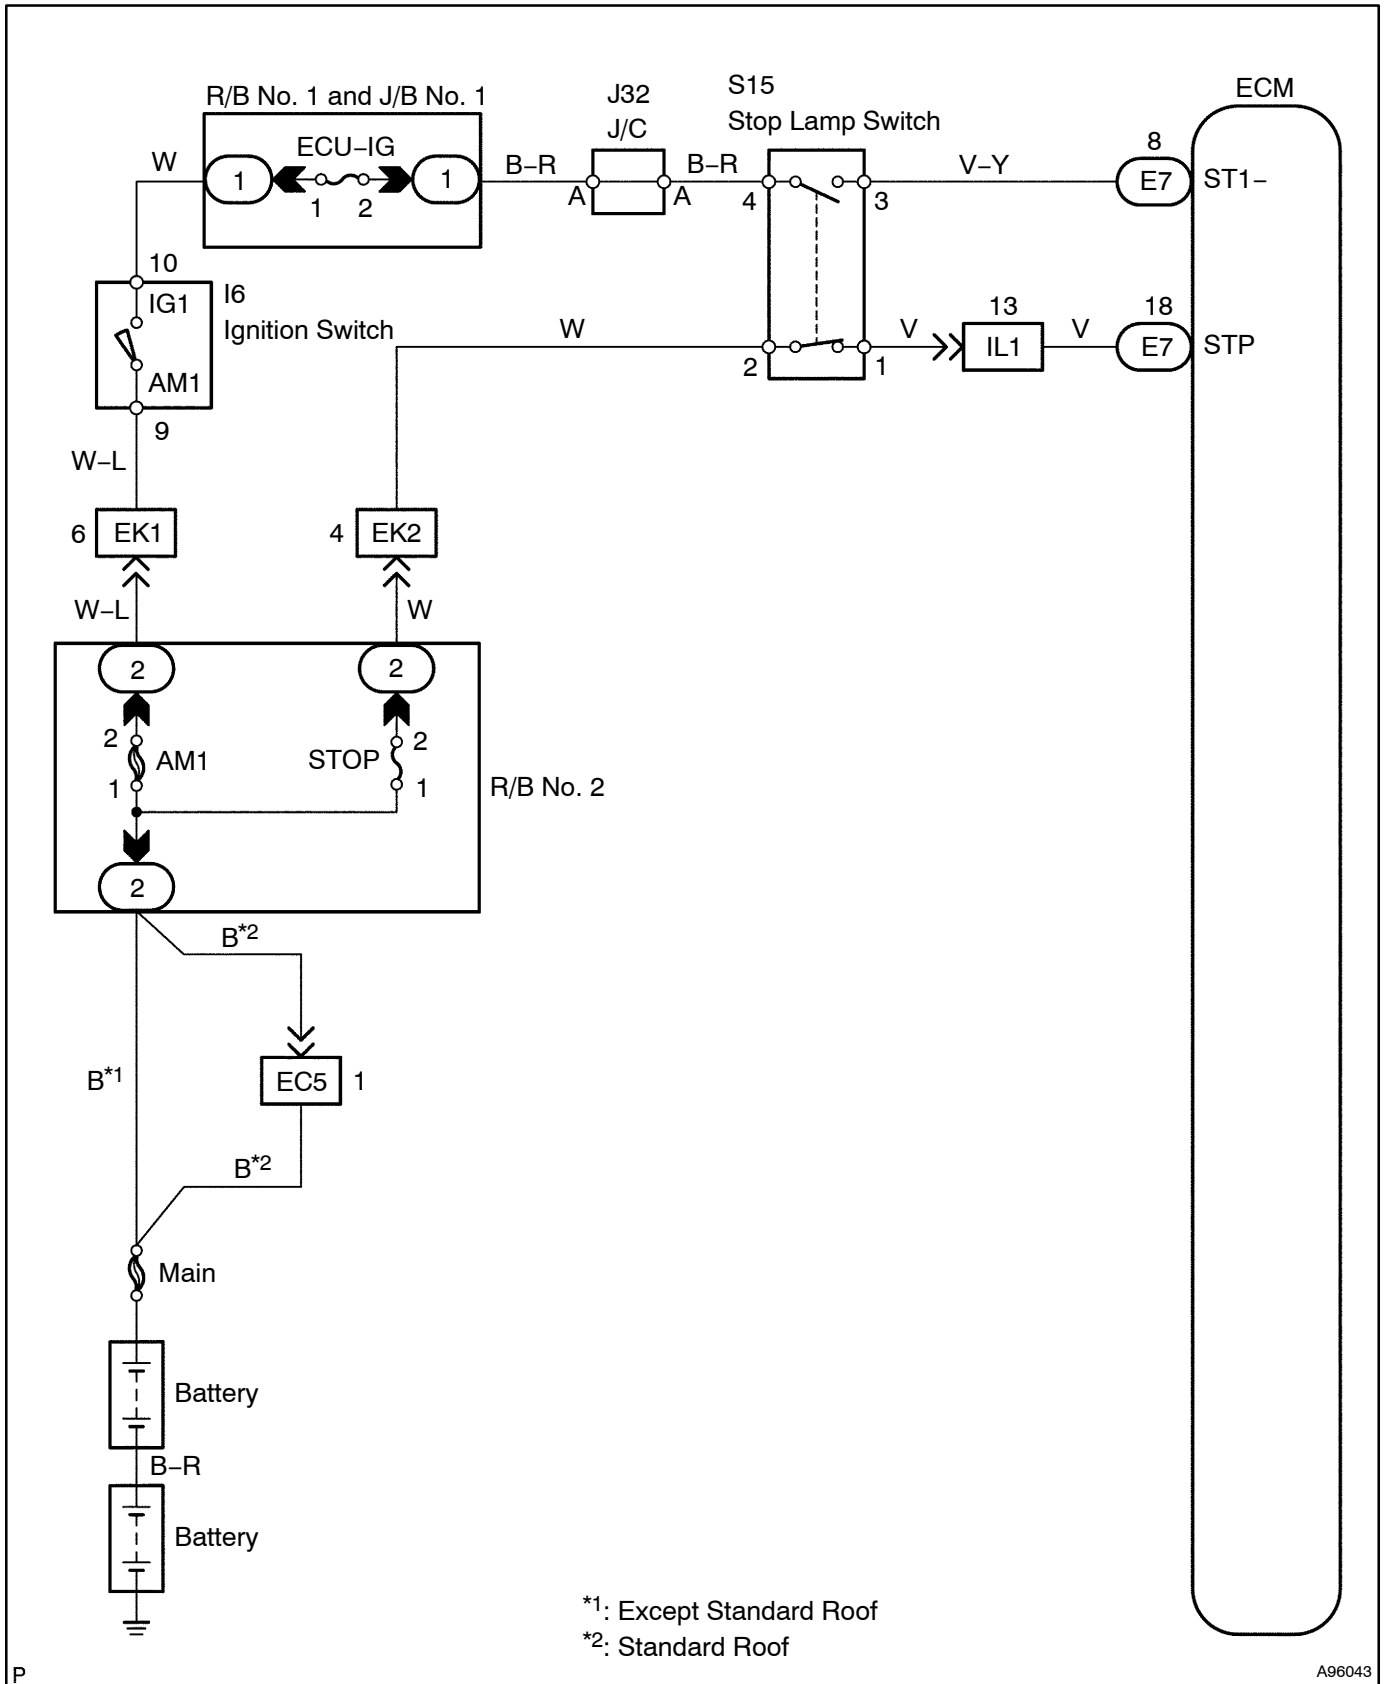 R/B No. 1 and J/B No. 1
J32
J/C
S15
Stop Lamp Switch
ECM
W
1
ECU–IG
1
2
1
B–R
A
A
B–R
4
3
V–Y
8
E7
ST1–
10
IG1
I6
Ignition Switch
AM1
9
W
2
1
V
13
IL1
V
18
E7
STP
W–L
6
EK1
4
EK2
W–L
W
2
2
2
AM1
1
STOP
2
1
R/B No. 2
2
B*2
B*1
EC5
1
B*2
Main
Battery
B–R
Battery
*1: Except Standard Roof
*2: Standard Roof
P
A96043